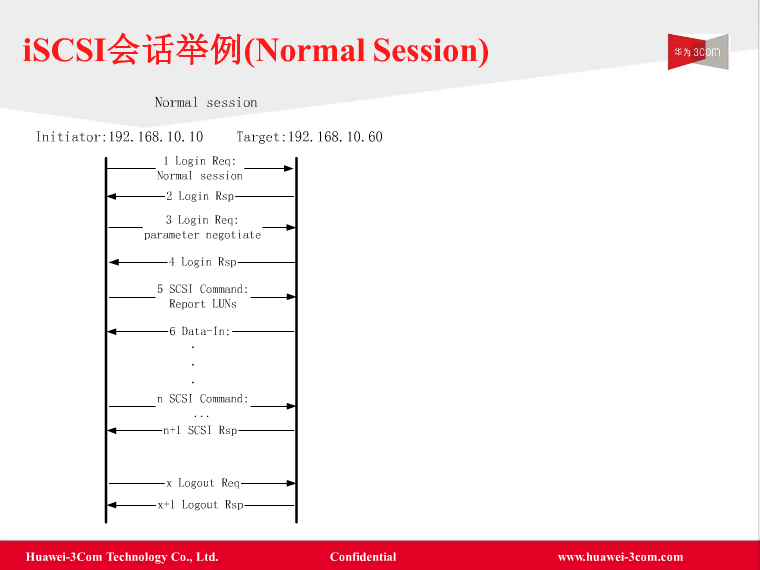 iSCSI会话举例(Normal Session)
华为3COM
Normal session
Initiator:192.168.10.10 Target:192.168.10.60
1 Login Req:
Normal session
2 Login Rsp
3 Login Req:
parameter negotiate
4 Login Rsp
5 SCSI Command:
Report LUNs
6 Data-In:
.
.
.
n SCSI Command:
...
n+1 SCSI Rsp
x Logout Req
x+1 Logout Rsp
Huawei-3Com Technology Co., Ltd. Confidential www.huawei-3com.com